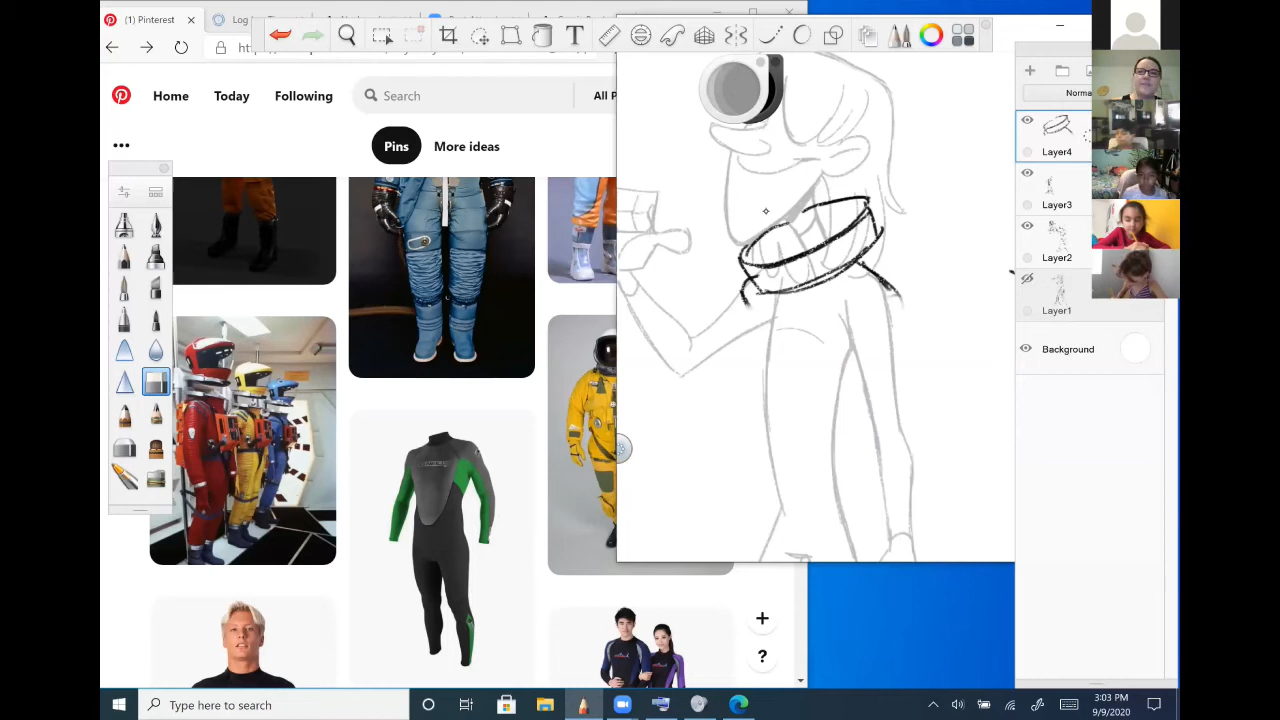 (1) Pinterest
Log
Home
Today
Following
Search
All P
Pins
More ideas
T
Norma
Layer4
Layer3
Layer2
Layer1
Background
+
?
Type here to search
3:03 PM
9/9/2020